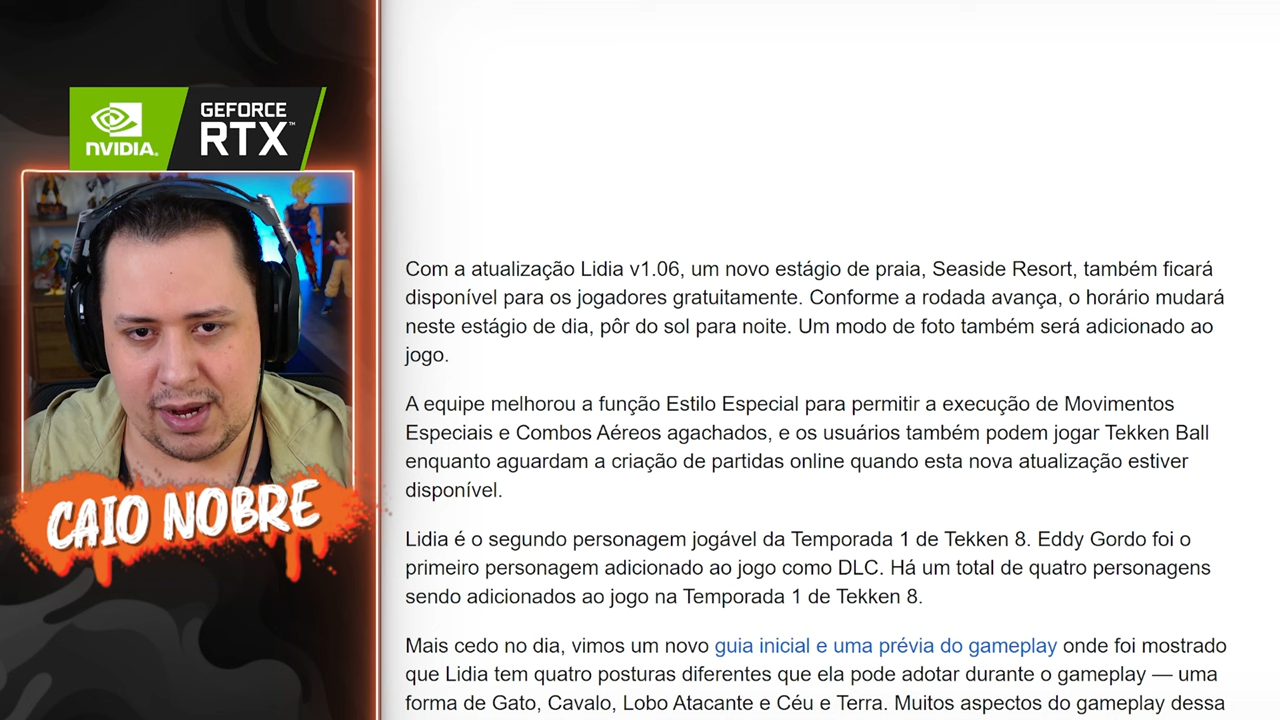 NVIDIA.
GEFORCE
RTX™
CAIO NOBRE
Com a atualização Lidia v1.06, um novo estágio de praia, Seaside Resort, também ficará
disponível para os jogadores gratuitamente. Conforme a rodada avança, o horário mudará
neste estágio de dia, pôr do sol para noite. Um modo de foto também será adicionado ao
jogo.
A equipe melhorou a função Estilo Especial para permitir a execução de Movimentos
Especiais e Combos Aéreos agachados, e os usuários também podem jogar Tekken Ball
enquanto aguardam a criação de partidas online quando esta nova atualização estiver
disponível.
Lidia é o segundo personagem jogável da Temporada 1 de Tekken 8. Eddy Gordo foi o
primeiro personagem adicionado ao jogo como DLC. Há um total de quatro personagens
sendo adicionados ao jogo na Temporada 1 de Tekken 8.
Mais cedo no dia, vimos um novo guia inicial e uma prévia do gameplay onde foi mostrado
que Lidia tem quatro posturas diferentes que ela pode adotar durante o gameplay — uma
forma de Gato, Cavalo, Lobo Atacante e Céu e Terra. Muitos aspectos do gameplay dessa